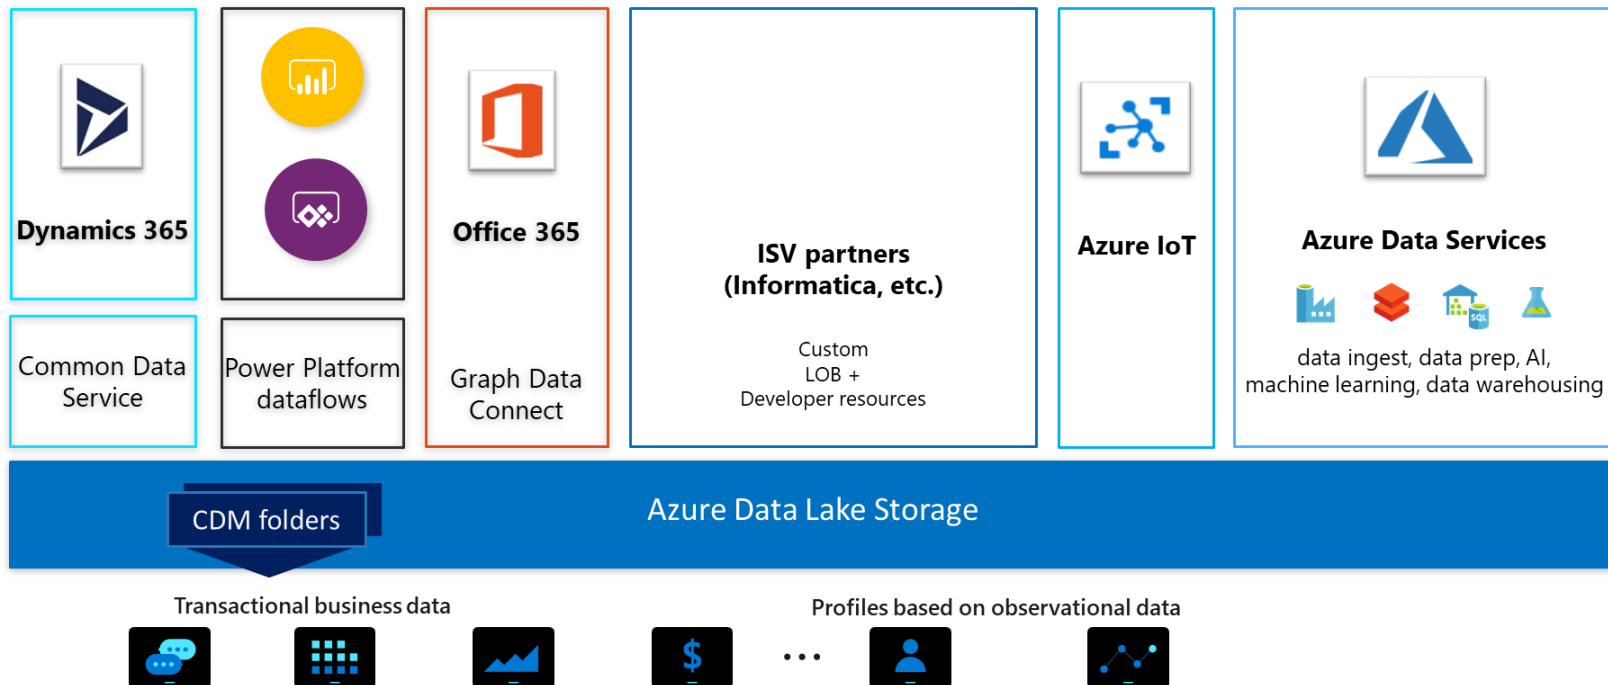 Dynamics 365
Common Data
Service
Power Platform
dataflows
Office 365
Graph Data
Connect
ISV partners
(Informatica, etc.)
Custom
LOB +
Developer resources
Azure IoT
Azure Data Services
SQL
data ingest, data prep, AI,
machine learning, data warehousing
CDM folders
Azure Data Lake Storage
Transactional business data
Profiles based on observational data
$
...